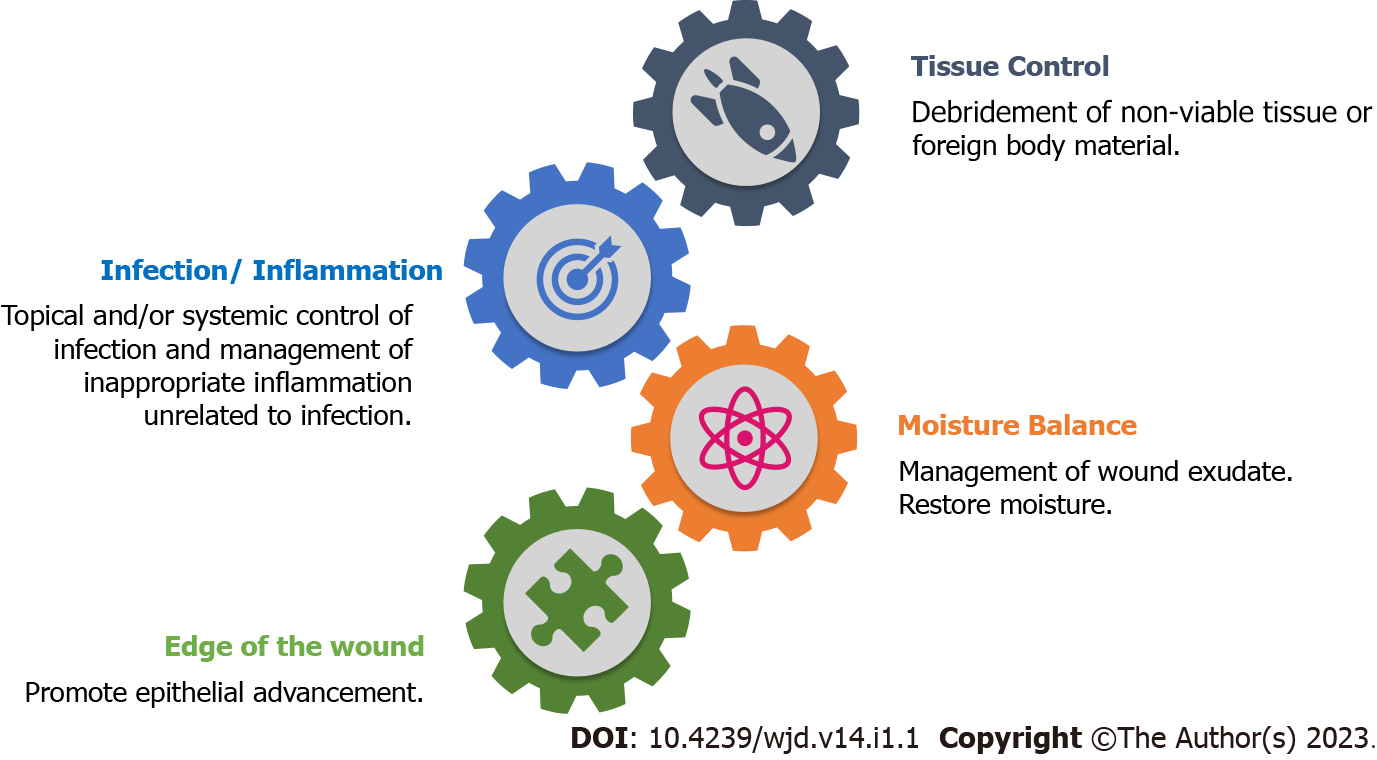 Tissue Control
Debridement of non-viable tissue or
foreign body material.
Infection/ Inflammation
Topical and/or systemic control of
infection and management of
inappropriate inflammation
unrelated to infection.
Moisture Balance
Management of wound exudate.
Restore moisture.
Edge of the wound
Promote epithelial advancement.
DOI: 10.4239/wjd.v14.i1.1 Copyright ©The Author(s) 2023.